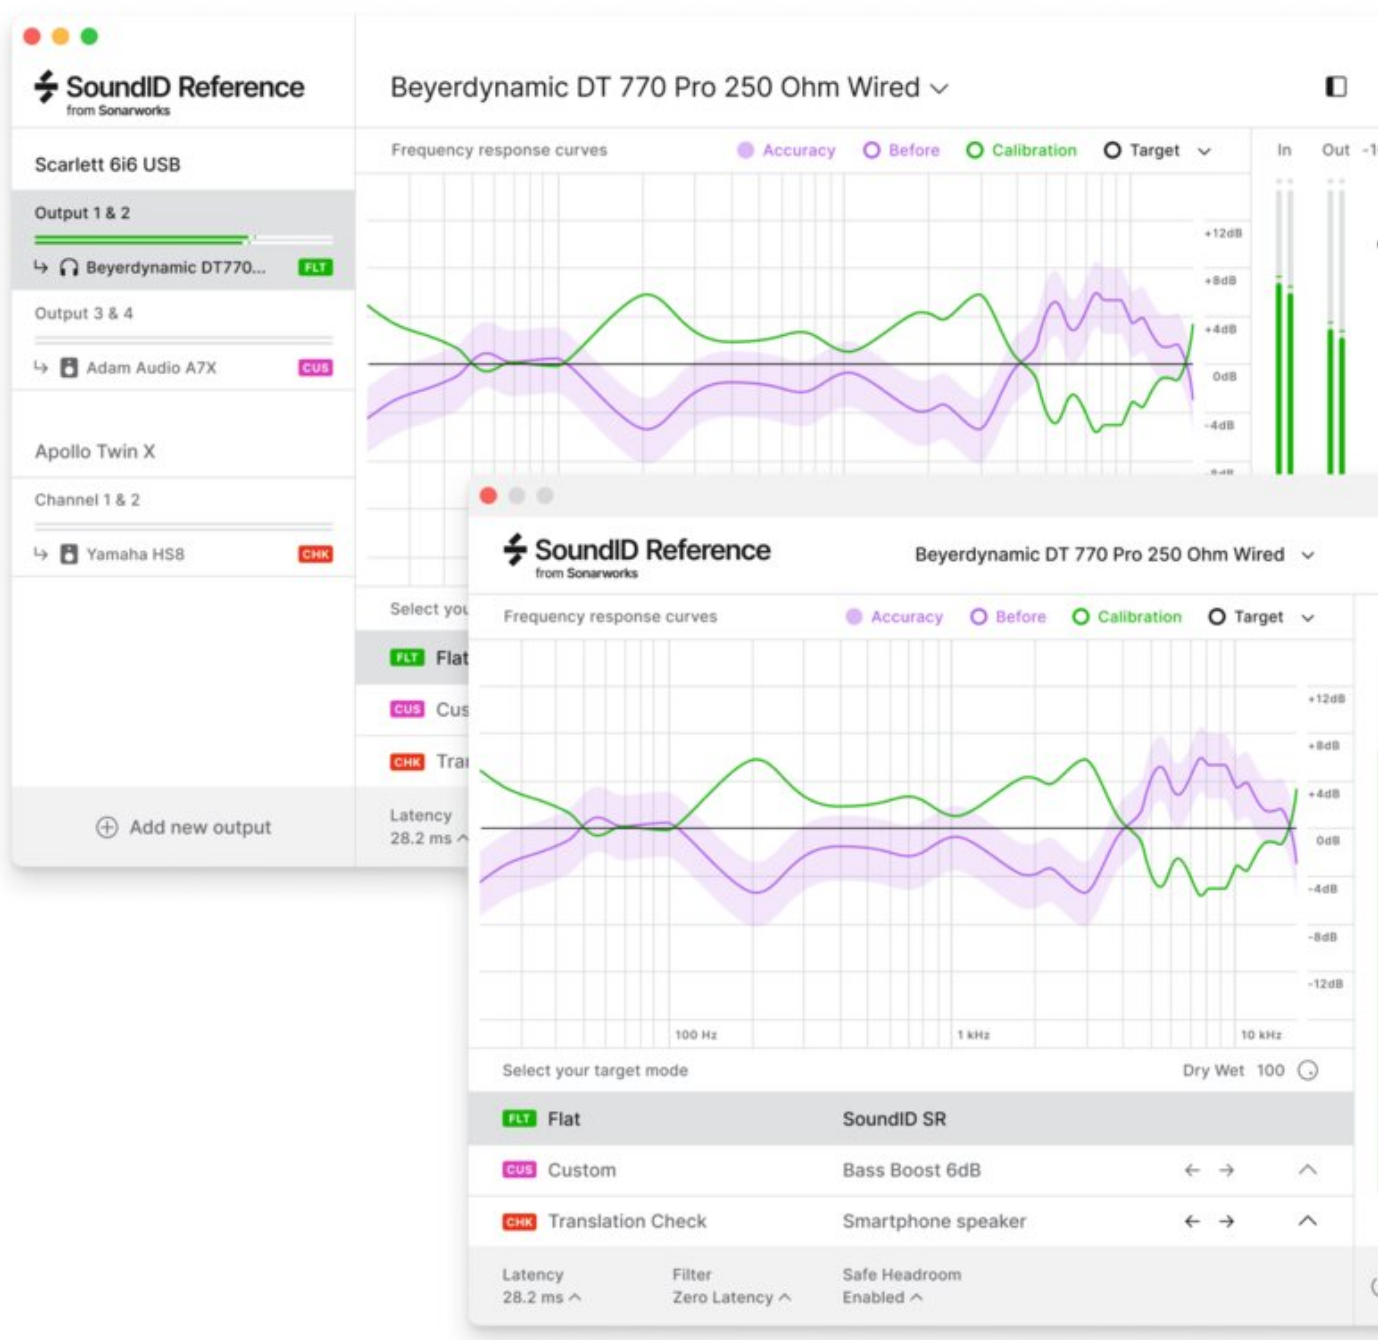 SoundID Reference
from Sonarworks
Beyerdynamic DT 770 Pro 250 Ohm Wired
Scarlett 6i6 USB
Output 1 & 2
Beyerdynamic DT770... FLT
Output 3 & 4
Adam Audio A7X CUS
Apollo Twin X
Channel 1 & 2
Yamaha HS8 CHK
Add new output
Frequency response curves Accuracy Before Calibration Target In Out
+12dB
+8dB
+4dB
0dB
-4dB
Select you
FLT Flat
CUS Cus
CHK Tra
Latency
28.2 ms
SoundID Reference
from Sonarworks
Beyerdynamic DT 770 Pro 250 Ohm Wired
Frequency response curves Accuracy Before Calibration Target
+12dB
+8dB
+4dB
0dB
-4dB
-8dB
-12dB
100 Hz 1 kHz 10 kHz
Select your target mode Dry Wet 100
FLT Flat SoundID SR
CUS Custom Bass Boost 6dB
CHK Translation Check Smartphone speaker
Latency Filter Safe Headroom
28.2 ms Zero Latency Enabled